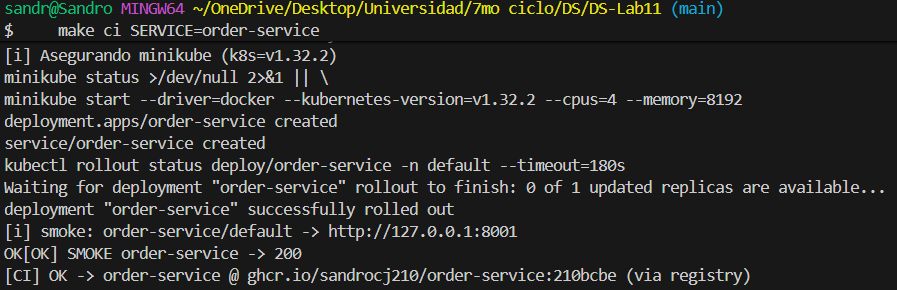 sandr@Sandro MINGW64 ~/OneDrive/Desktop/Universidad/7mo ciclo/DS/DS-Lab11 (main)
$     make ci SERVICE=order-service
[i] Asegurando minikube (k8s=v1.32.2)
minikube status >/dev/null 2>&1 || \
minikube start --driver=docker --kubernetes-version=v1.32.2 --cpus=4 --memory=8192
deployment.apps/order-service created
service/order-service created
kubectl rollout status deploy/order-service -n default --timeout=180s
Waiting for deployment "order-service" rollout to finish: 0 of 1 updated replicas are available...
deployment "order-service" successfully rolled out
[i] smoke: order-service/default -> http://127.0.0.1:8001
OK[OK] SMOKE order-service -> 200
[CI] OK -> order-service @ ghcr.io/sandrocj210/order-service:210bcbe (via registry)